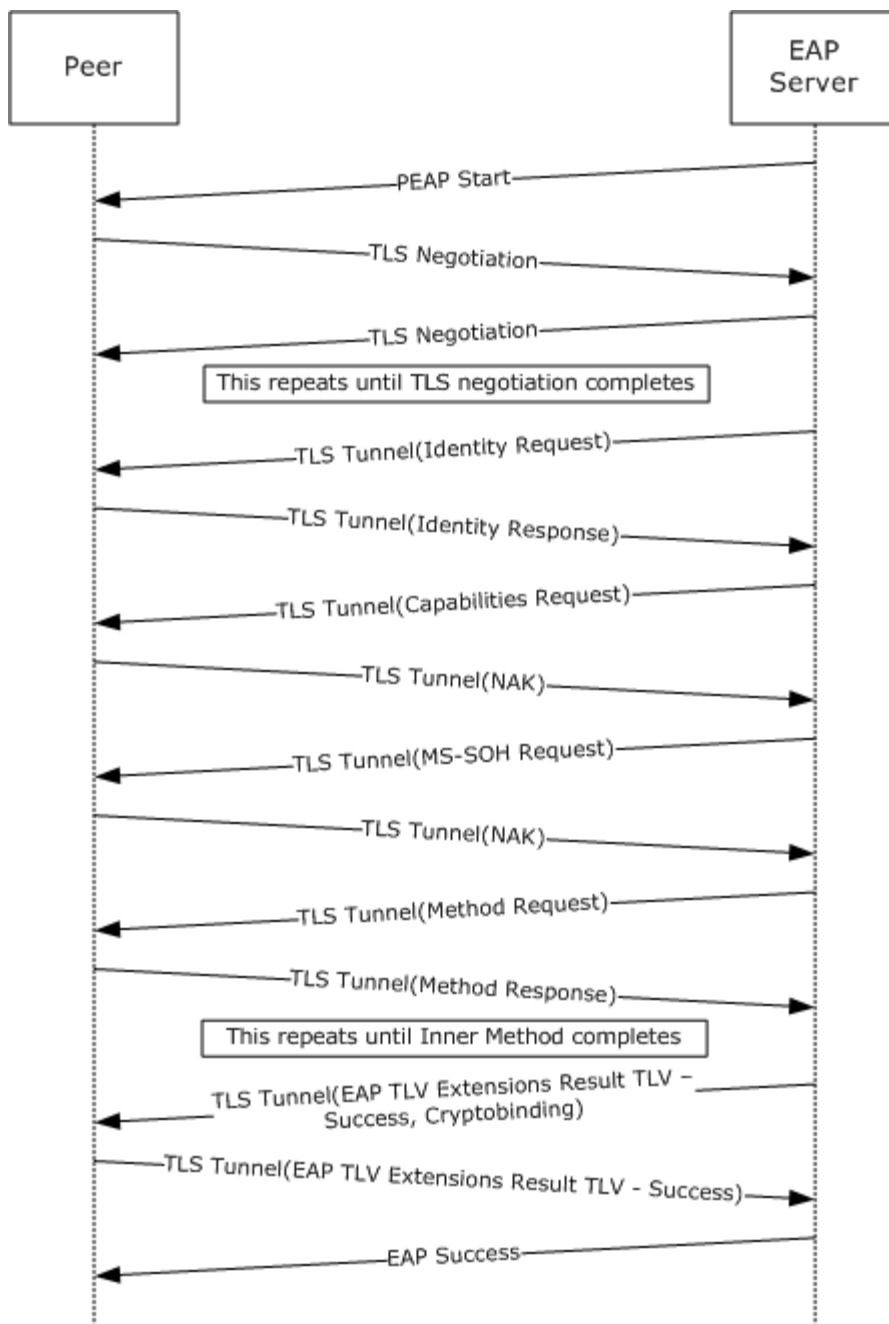 Peer
EAP
Server
PEAP Start
TLS Negotiation
TLS Negotiation
This repeats until TLS negotiation completes
TLS Tunnel(Identity Request)
TLS Tunnel(Identity Response)
TLS Tunnel(Capabilities Request)
TLS Tunnel(NAK)
TLS Tunnel(MS-SOH Request)
TLS Tunnel(NAK)
TLS Tunnel(Method Request)
TLS Tunnel(Method Response)
This repeats until Inner Method completes
TLS Tunnel(EAP TLV Extensions Result TLV –
Success, Cryptobinding)
TLS Tunnel(EAP TLV Extensions Result TLV - Success)
EAP Success